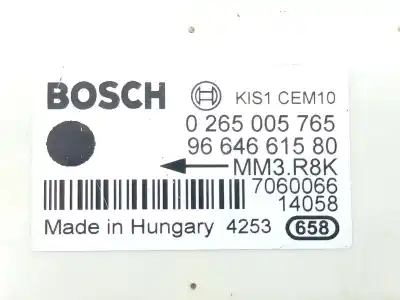 BOSCH KIS1 CEM10
0 265 005 765
96 646 615 80
MM3.R8K
7060066
14058
Made in Hungary 4253 658